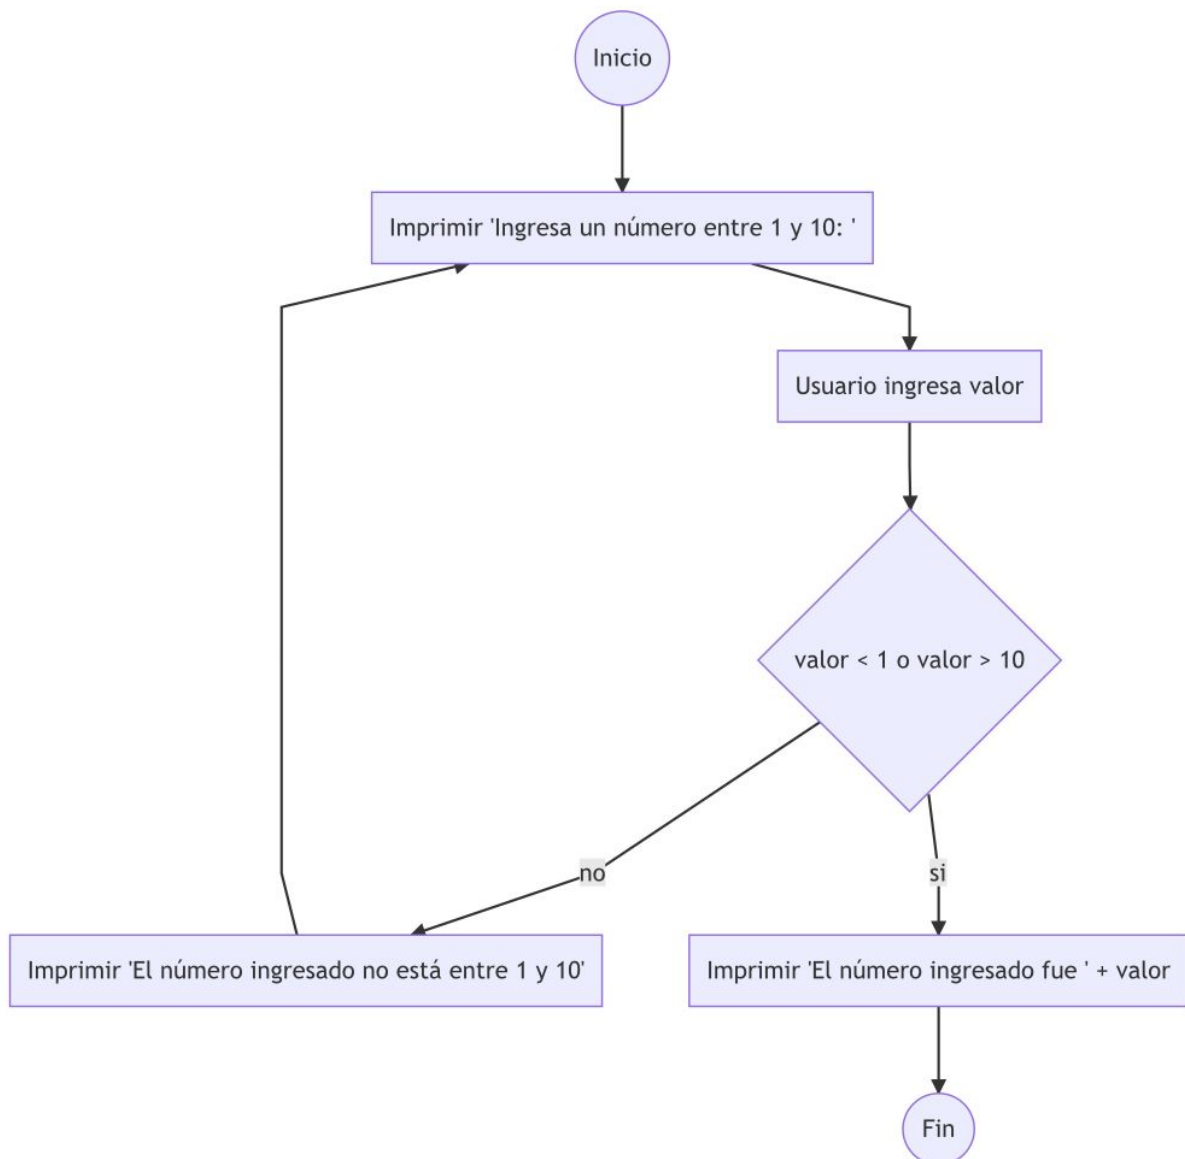 Inicio
Imprimir 'Ingresa un número entre 1 y 10: '
Usuario ingresa valor
valor < 1 o valor > 10
no
si
Imprimir 'El número ingresado no está entre 1 y 10'
Imprimir 'El número ingresado fue ' + valor
Fin